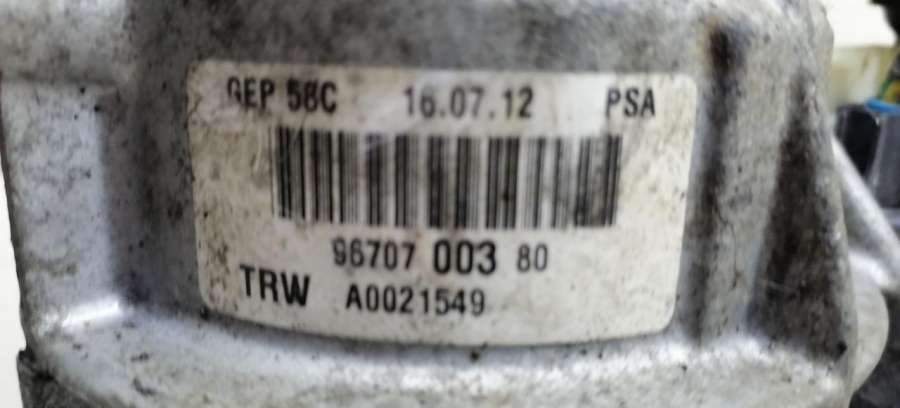 GEP 58C 16.07.12 PSA
96707 003 80
TRW A0021549